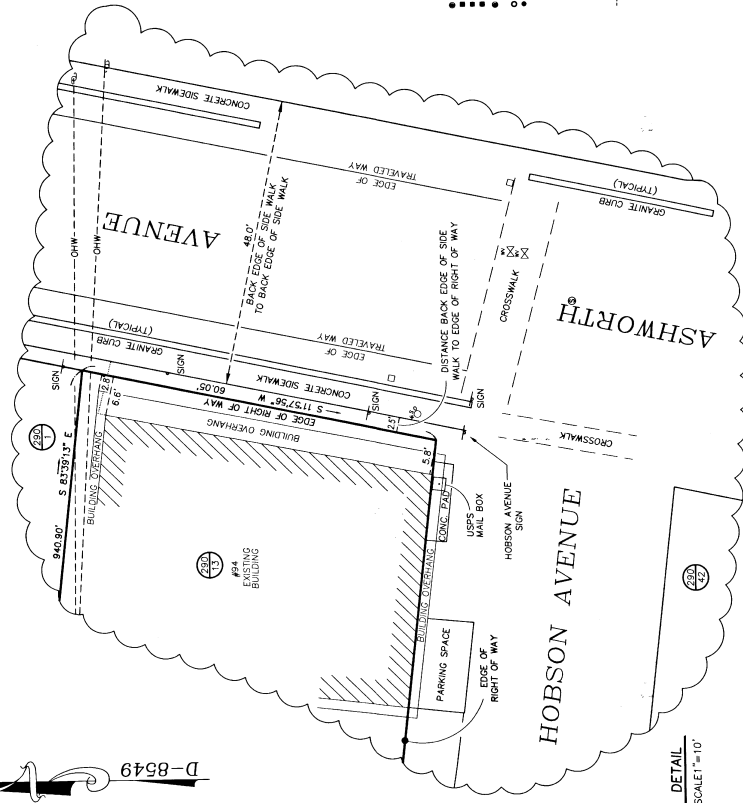 CONCRETE SIDEWALK
OHW
OHW
AVENUE
EDGE OF
TRAVELED WAY
48.0'
BACK EDGE OF SIDE WALK
TO BACK EDGE OF SIDE WALK
GRANITE CURB
(TYPICAL)
CROSSWALK
ASHWORTH
DISTANCE BACK EDGE OF SIDE
WALK TO EDGE OF RIGHT OF WAY
GRANITE CURB
(TYPICAL)
EDGE OF
TRAVELED WAY
SIGN
SIGN
CONCRETE SIDEWALK
60.05'
S 11°57'56" W
EDGE OF RIGHT OF WAY
BUILDING OVERHANG
SIGN
SIGN
2.8'
6.6'
2.5'
5.8'
CROSSWALK
290
1
S 83°39'13" E
940.90'
BUILDING OVERHANG
290
13
#94
EXISTING
BUILDING
BUILDING OVERHANG
CONC. PAD
USPS
MAIL BOX
HOBSON AVENUE
SIGN
PARKING SPACE
EDGE OF
RIGHT OF WAY
HOBSON AVENUE
290
42
DETAIL
SCALE1"=10'
D-8549